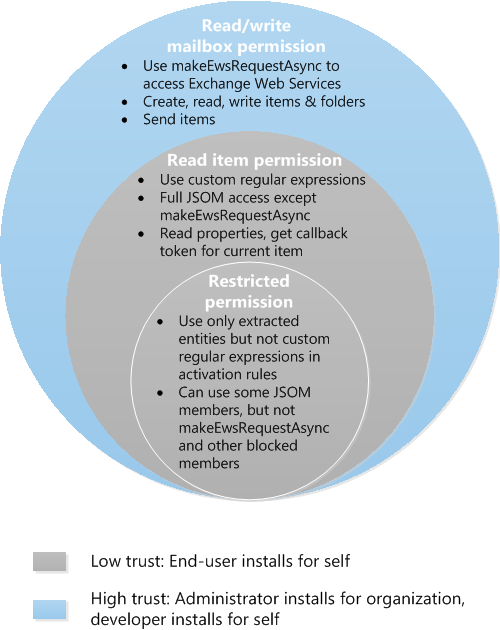 Read/write
mailbox permission
• Use makeEwsRequestAsync to
access Exchange Web Services
• Create, read, write items & folders
• Send items
Read item permission
• Use custom regular expressions
• Full JSOM access except
makeEwsRequestAsync
• Read properties, get callback
token for current item
Restricted
permission
• Use only extracted
entities but not custom
regular expressions in
activation rules
• Can use some JSOM
members, but not
makeEwsRequestAsync
and other blocked
members
Low trust: End-user installs for self
High trust: Administrator installs for organization,
developer installs for self